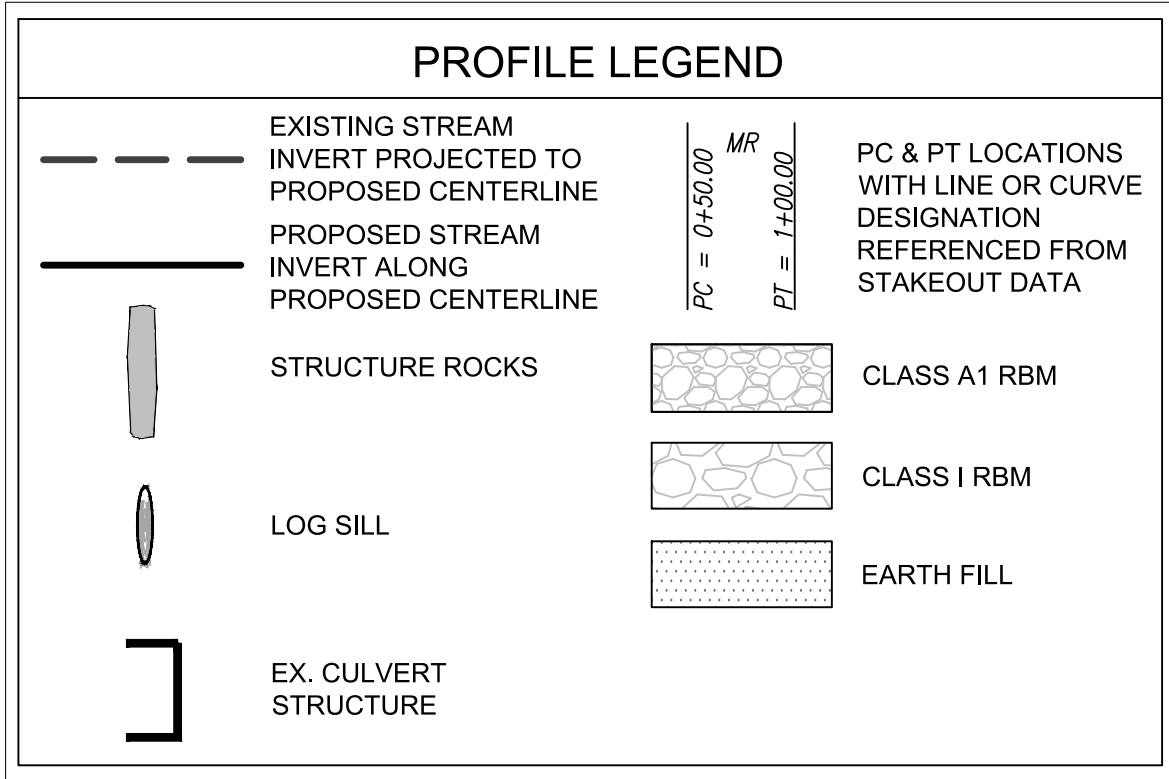 PROFILE LEGEND
EXISTING STREAM
INVERT PROJECTED TO
PROPOSED CENTERLINE
PROPOSED STREAM
INVERT ALONG
PROPOSED CENTERLINE
STRUCTURE ROCKS
LOG SILL
EX. CULVERT
STRUCTURE
PC = 0+50.00
MR
PT = 1+00.00
PC & PT LOCATIONS
WITH LINE OR CURVE
DESIGNATION
REFERENCED FROM
STAKEOUT DATA
CLASS A1 RBM
CLASS I RBM
EARTH FILL